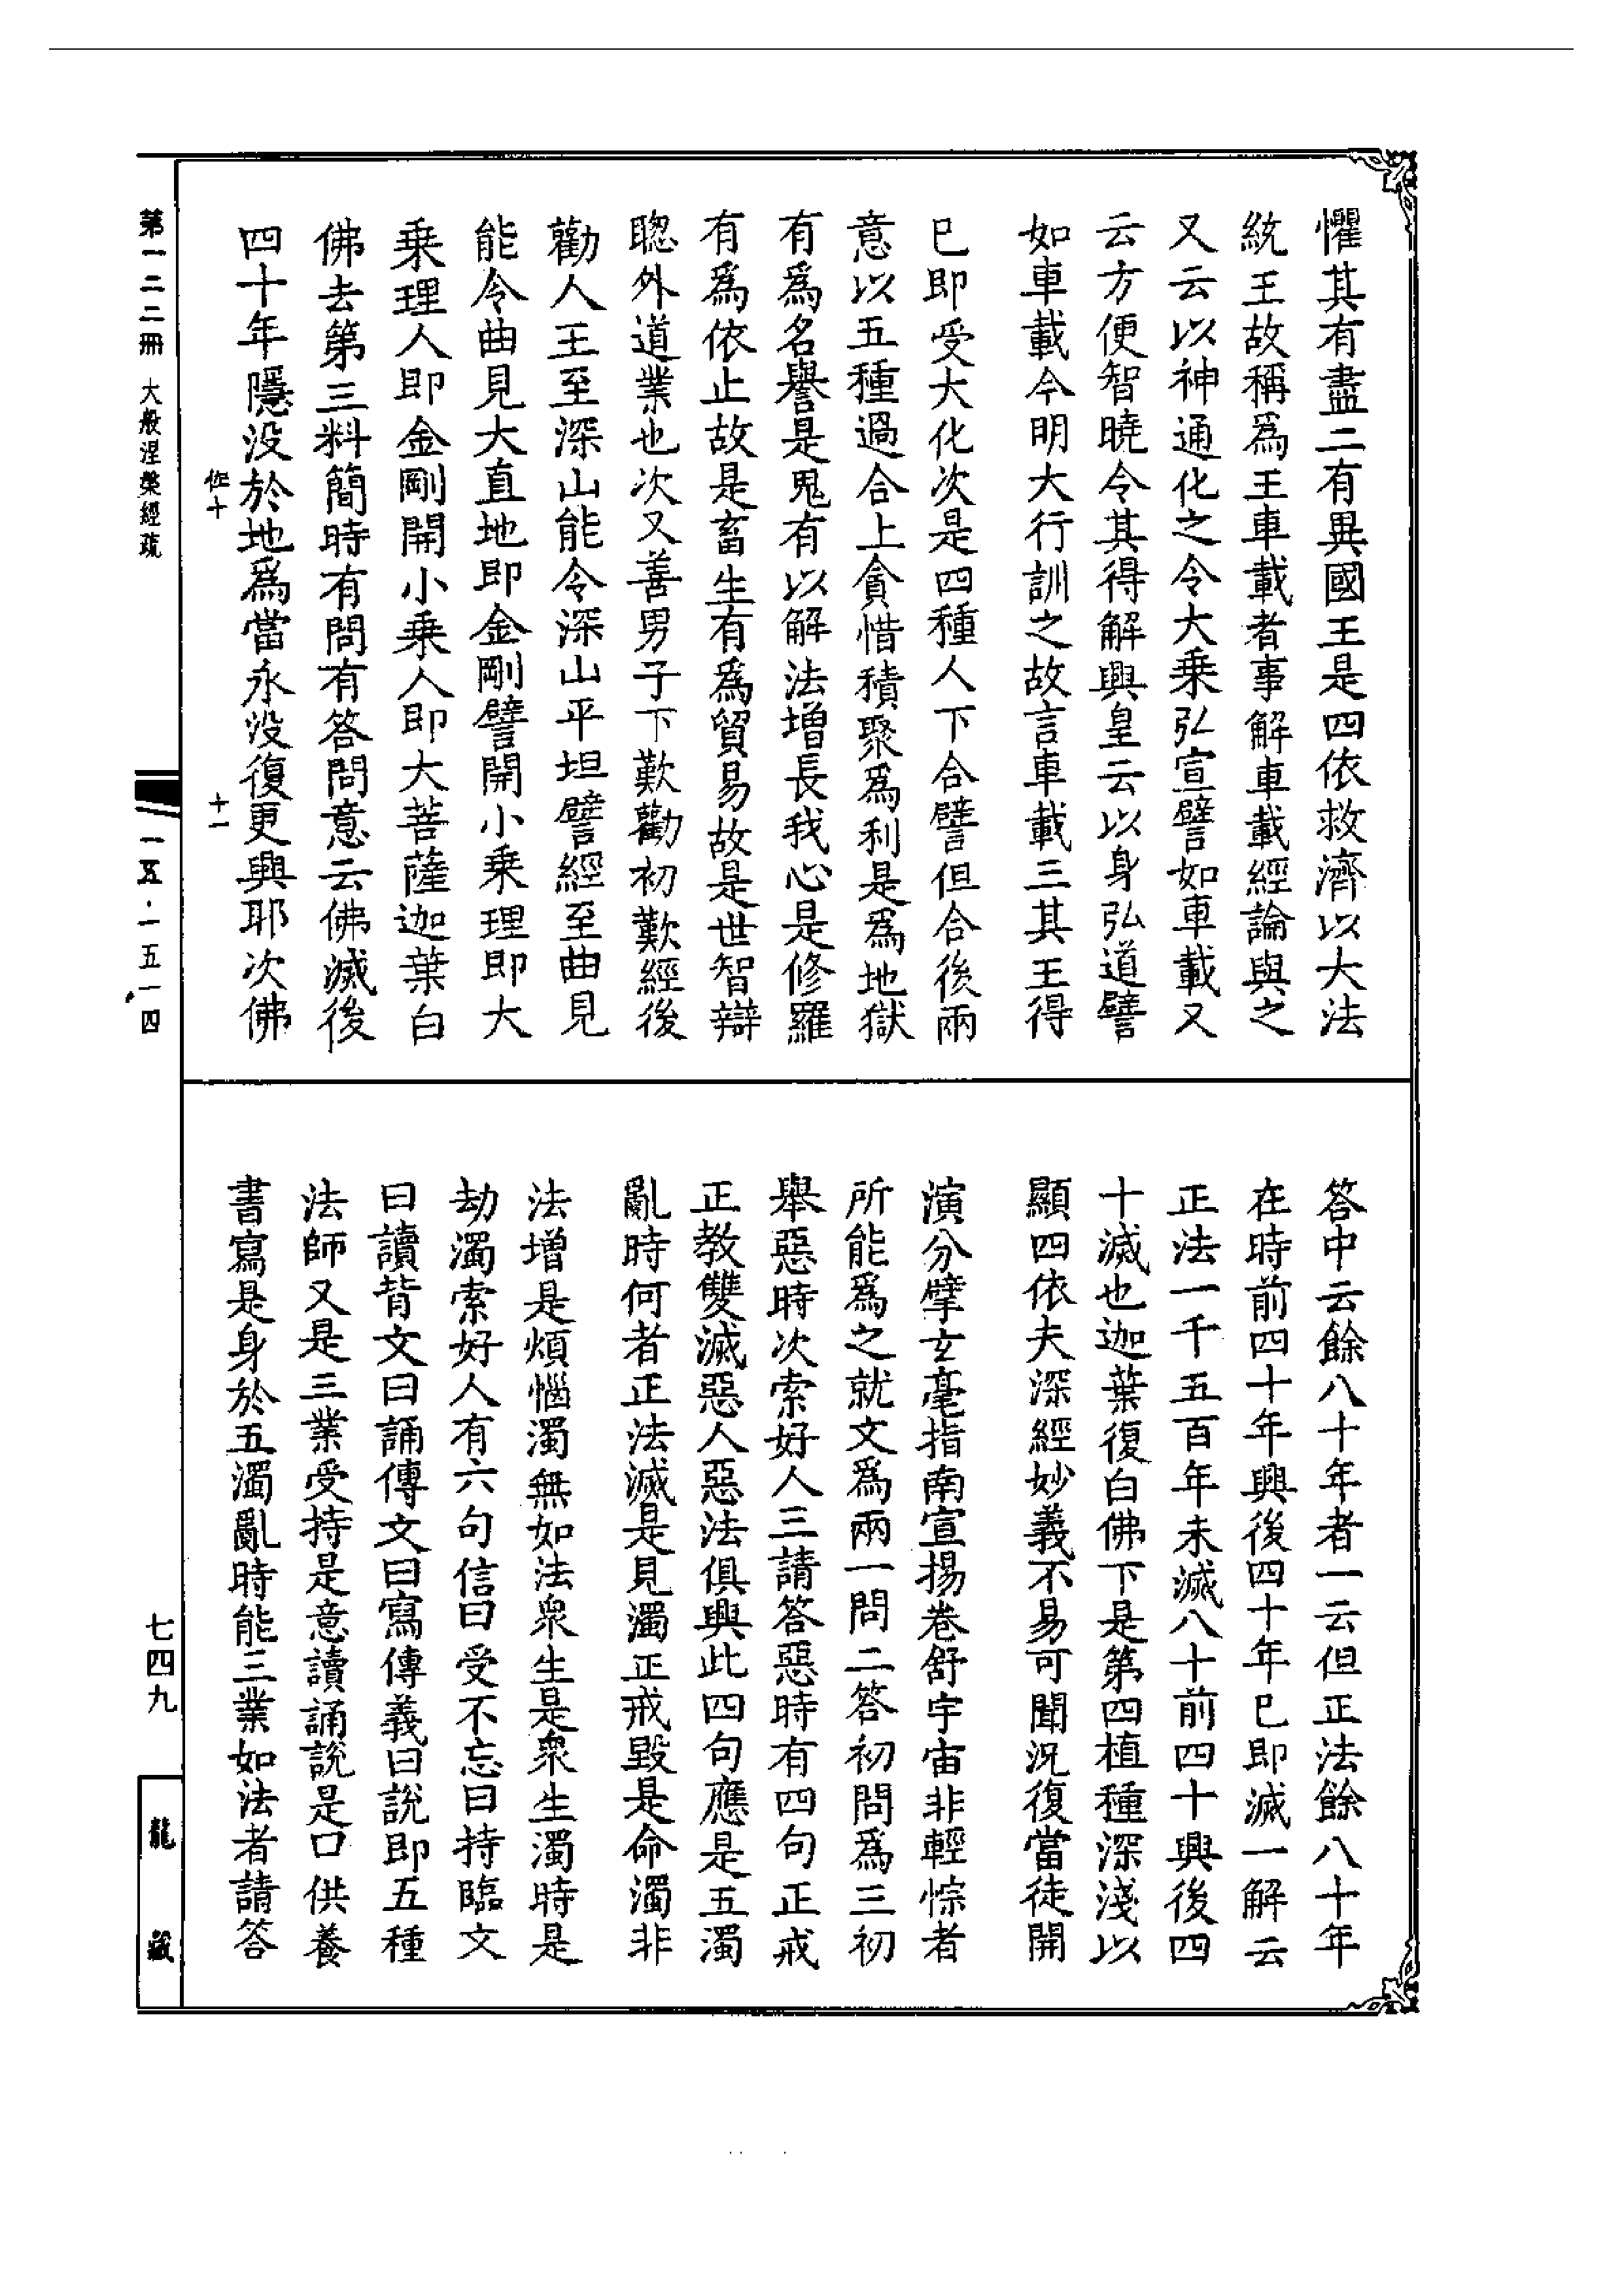 懼其有盡二有異國王是四依救濟以大法
統王故稱爲王車載者事解車載經論與之
又云以神通化之令大乘弘宣譬如車載又
云方便智曉令其得解興皇云以身弘道譬
如車載今明大行訓之故言車載三其王得
已即受大化次是四種人下合譬但合後兩
意以五種過合上貪惜積聚爲利是爲地獄
有爲名譽是鬼有以解法增長我心是修羅
有爲依止故是畜生有爲貿易故是世智辯
聰外道業也次又善男子下歎勸初歎經後
勸人王至深山能令深山平坦譬經至曲見
能令曲見大直地即金剛譬開小乘理即大
乘理人即金剛開小乘人即大菩薩迦葉白
佛去第三料簡時有問有答問意云佛滅後
四十年隱没於地爲當永没復更興耶次佛
答中云餘八十年者一云但正法餘八十年
在時前四十年興後四十年已即滅一解云
正法一千五百年未滅八十前四十興後四
十滅也迦葉復白佛下是第四植種深淺以
顯四依夫深經妙義不易可聞況復當徒開
演分擘玄毫指南宣揚卷舒宇宙非輕悰者
所能爲之就文爲兩一問二答初問爲三初
舉惡時次索好人三請答惡時有四句正戒
正教雙滅惡人惡法俱興此四句應是五濁
亂時何者正法滅是見濁正戒毀是命濁非
法增是煩惱濁無如法衆生是衆生濁時是
劫濁索好人有六句信曰受不忘曰持臨文
曰讀背文曰誦傳文曰寫傳義曰說即五種
法師又是三業受持是意讀誦說是口供養
書寫是身於五濁亂時能三業如法者請答
第一二二冊 大般涅槃經疏
十一
一五·一五一四
七四九
龍藏